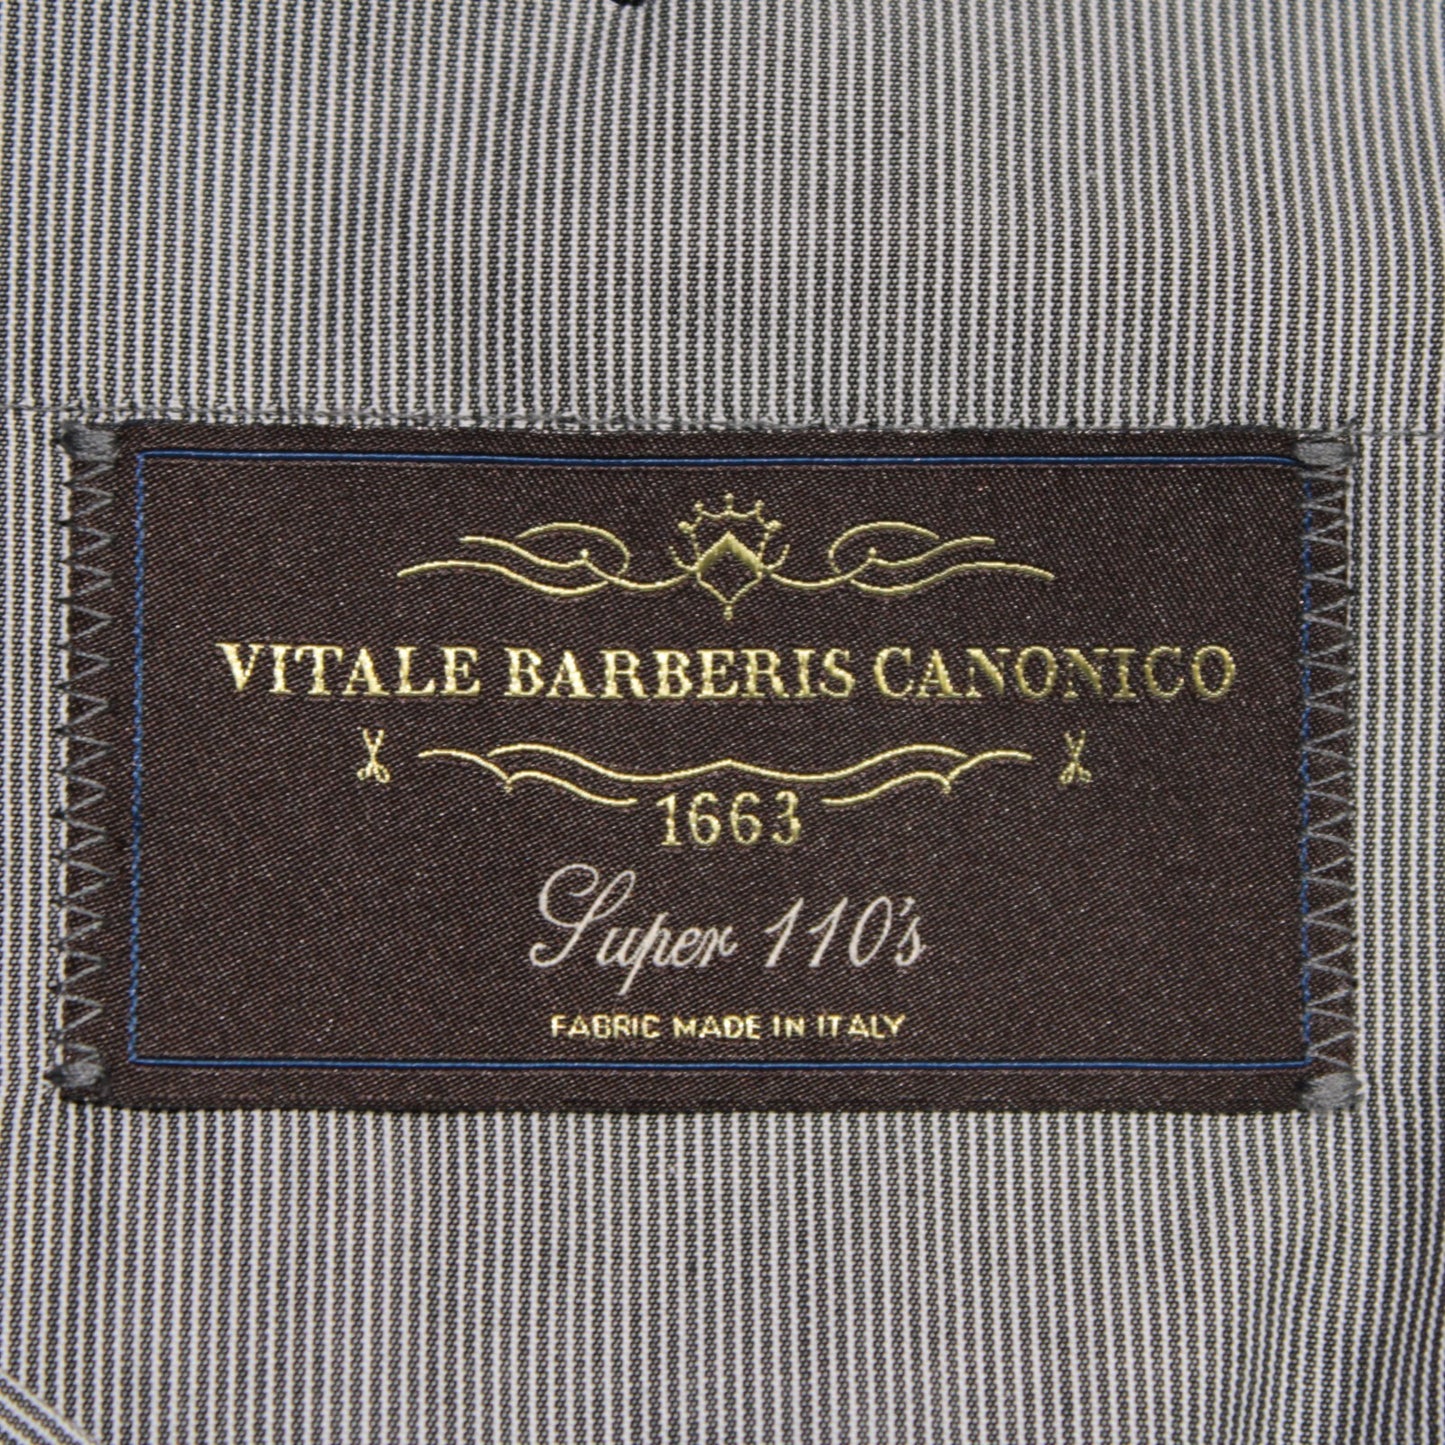 VITALE BARBERIS CANONICO
1663
Super 110's
FABRIC MADE IN ITALY